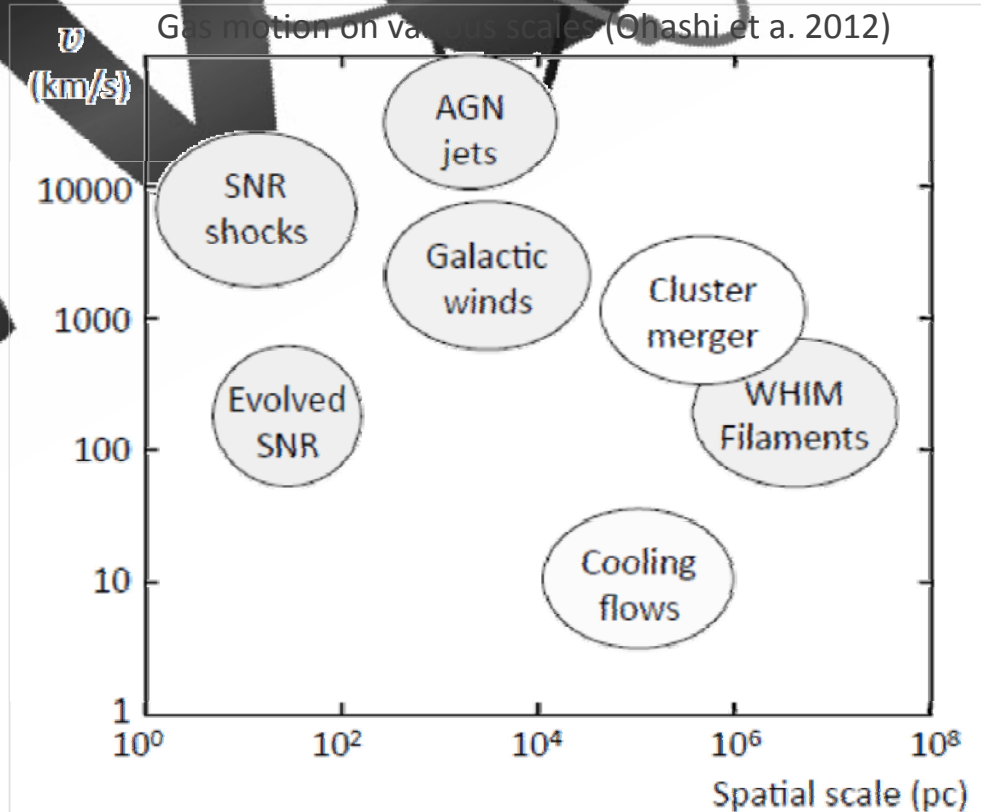 Gas motion on various scales (Ohashi et a. 2012)
v
(km/s)
AGN
jets
SNR
shocks
10000
Galactic
winds
Cluster
merger
1000
WHIM
Filaments
Evolved
SNR
100
Cooling
flows
10
1
10⁰ 10² 10⁴ 10⁶ 10⁸
Spatial scale (pc)